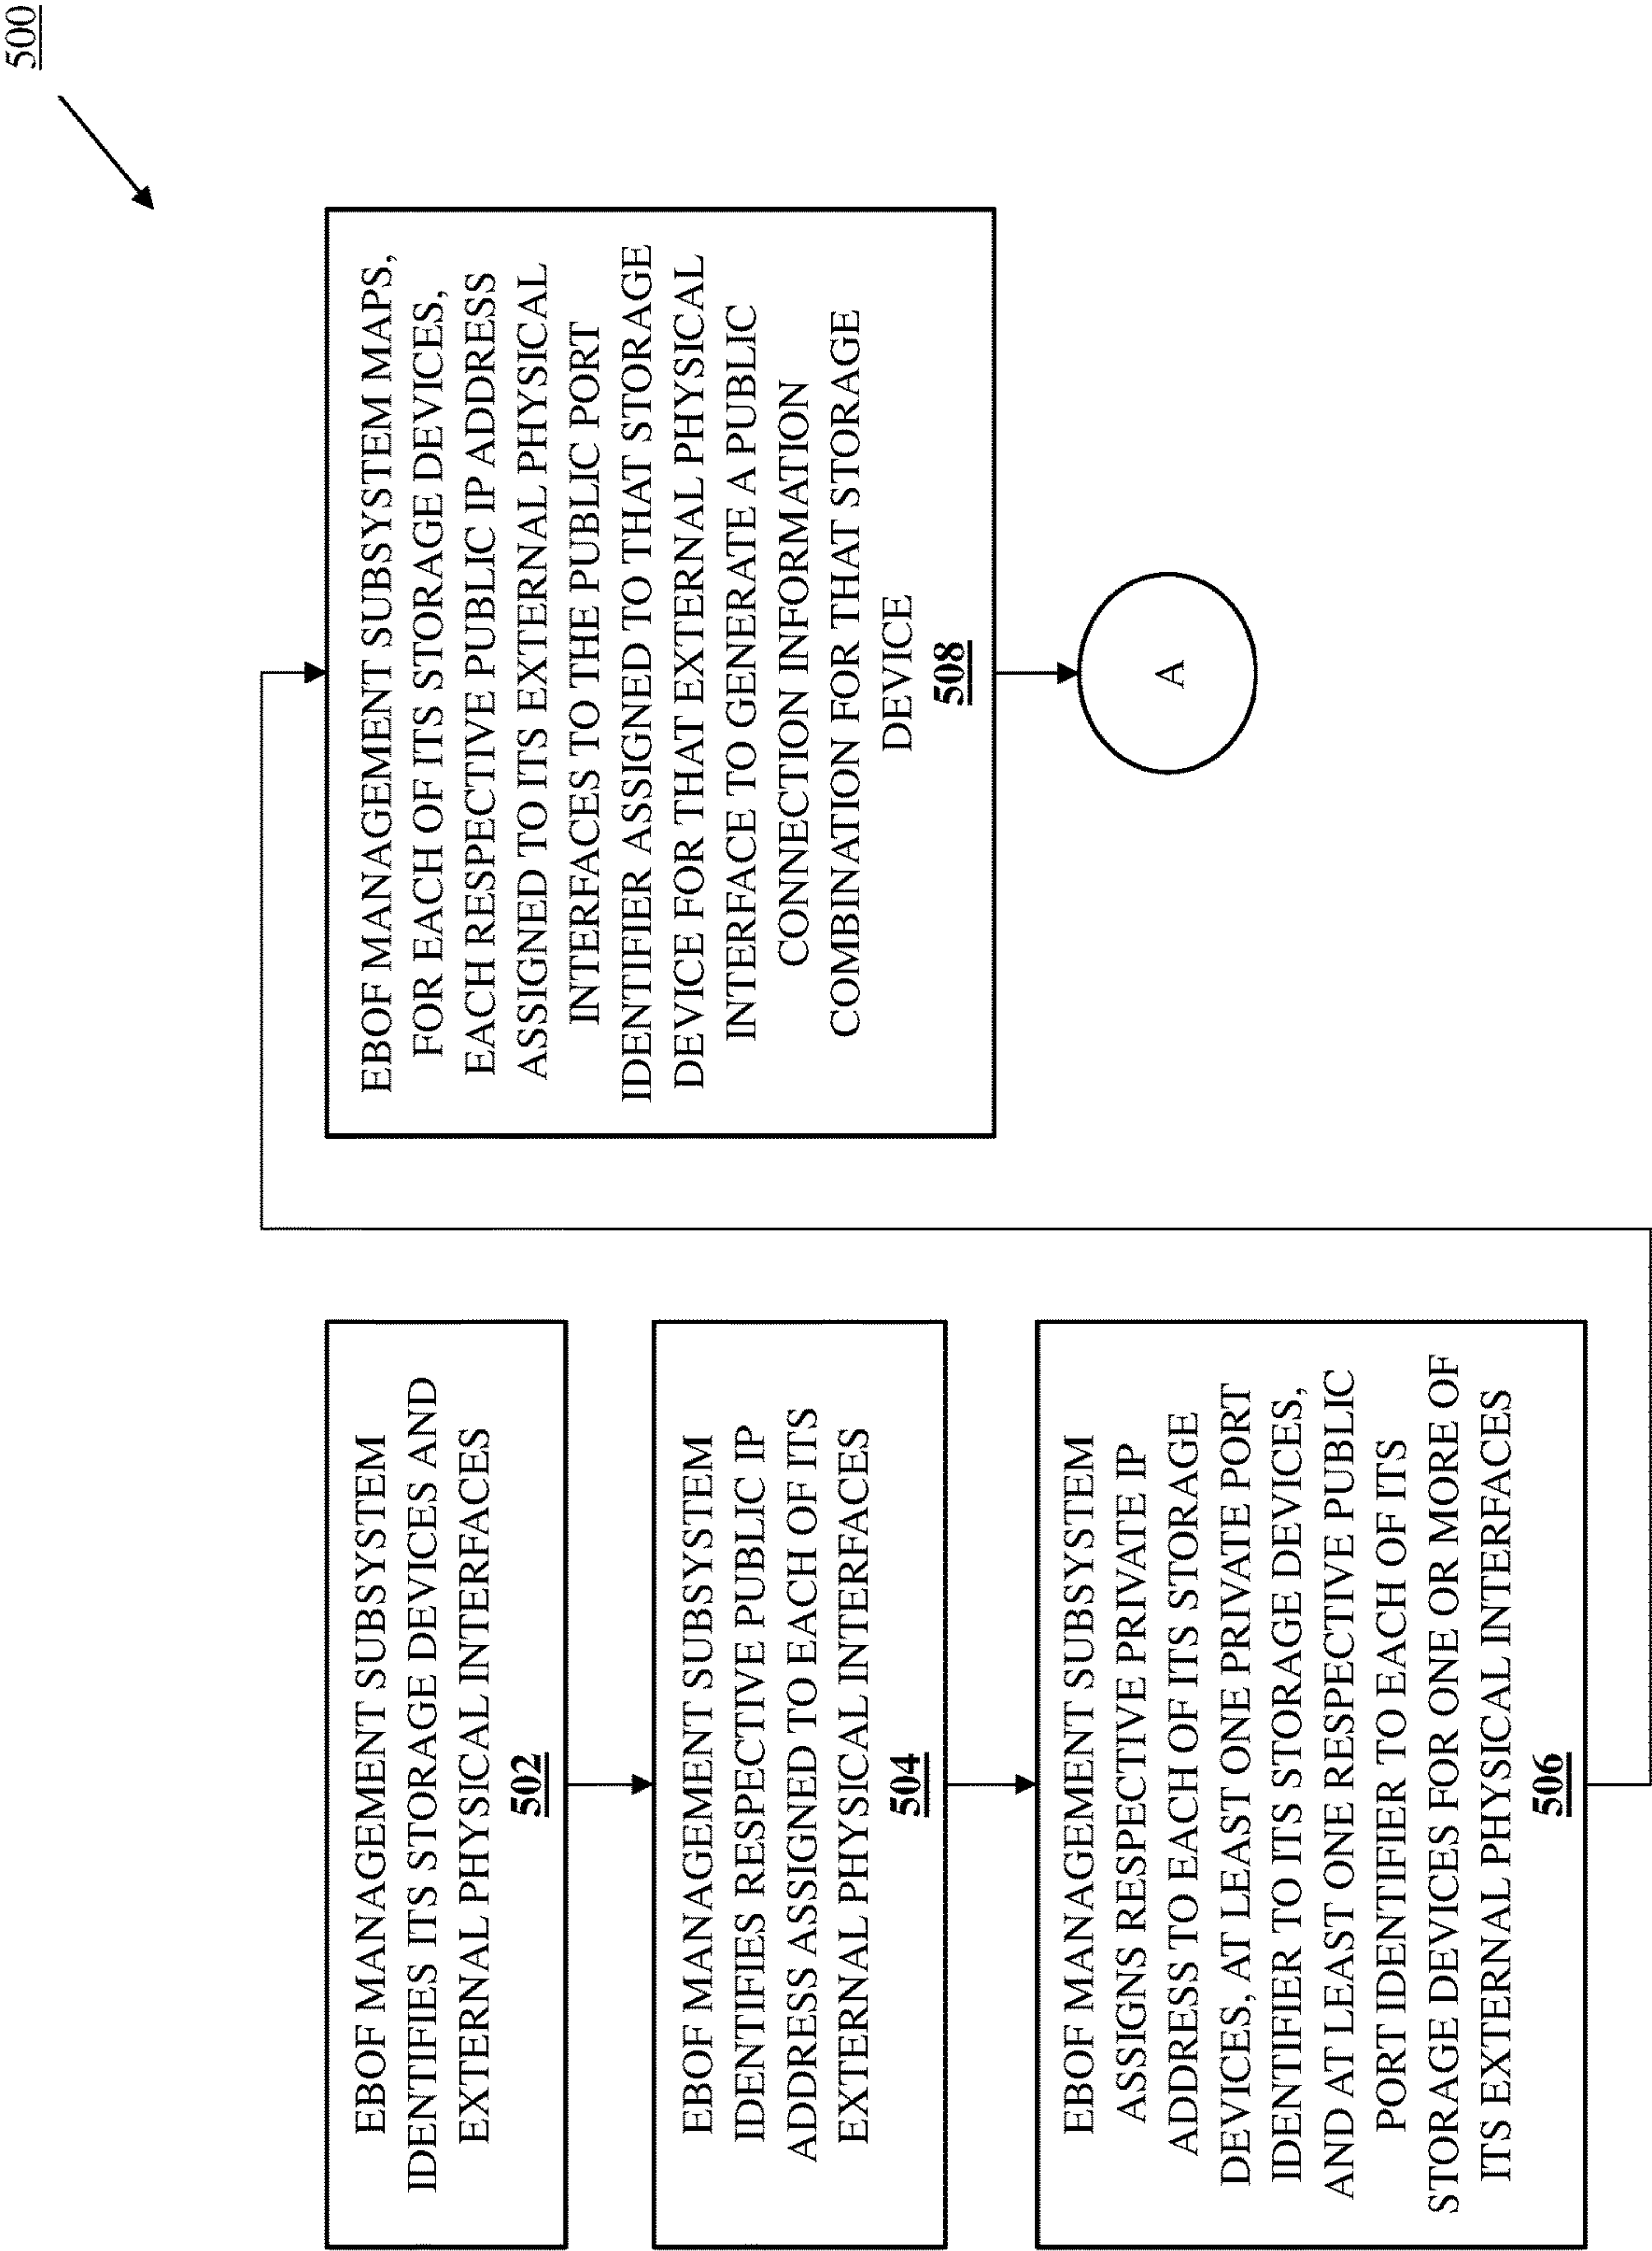 500
EBOF MANAGEMENT SUBSYSTEM
IDENTIFIES ITS STORAGE DEVICES AND
EXTERNAL PHYSICAL INTERFACES
502
EBOF MANAGEMENT SUBSYSTEM
IDENTIFIES RESPECTIVE PUBLIC IP
ADDRESS ASSIGNED TO EACH OF ITS
EXTERNAL PHYSICAL INTERFACES
504
EBOF MANAGEMENT SUBSYSTEM
ASSIGNS RESPECTIVE PRIVATE IP
ADDRESS TO EACH OF ITS STORAGE
DEVICES, AT LEAST ONE PRIVATE PORT
IDENTIFIER TO ITS STORAGE DEVICES,
AND AT LEAST ONE RESPECTIVE PUBLIC
PORT IDENTIFIER TO EACH OF ITS
STORAGE DEVICES FOR ONE OR MORE OF
ITS EXTERNAL PHYSICAL INTERFACES
506
EBOF MANAGEMENT SUBSYSTEM MAPS,
FOR EACH OF ITS STORAGE DEVICES,
EACH RESPECTIVE PUBLIC IP ADDRESS
ASSIGNED TO ITS EXTERNAL PHYSICAL
INTERFACES TO THE PUBLIC PORT
IDENTIFIER ASSIGNED TO THAT STORAGE
DEVICE FOR THAT EXTERNAL PHYSICAL
INTERFACE TO GENERATE A PUBLIC
CONNECTION INFORMATION
COMBINATION FOR THAT STORAGE
DEVICE
508
A